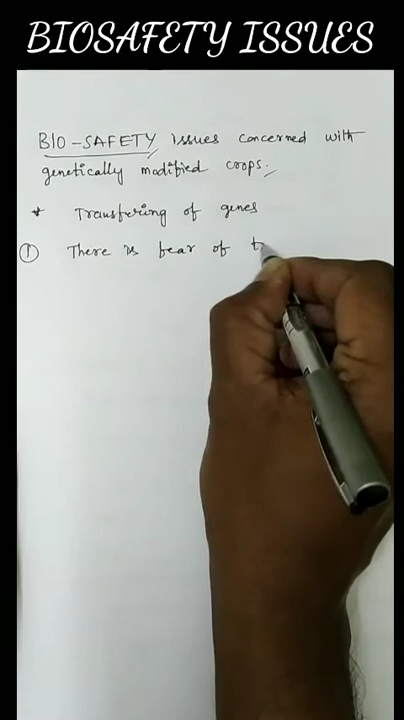 BIOSAFETY ISSUES
BIO-SAFETY issues concerned with
genetically modified crops.
* Transfering of genes
① There is fear of t